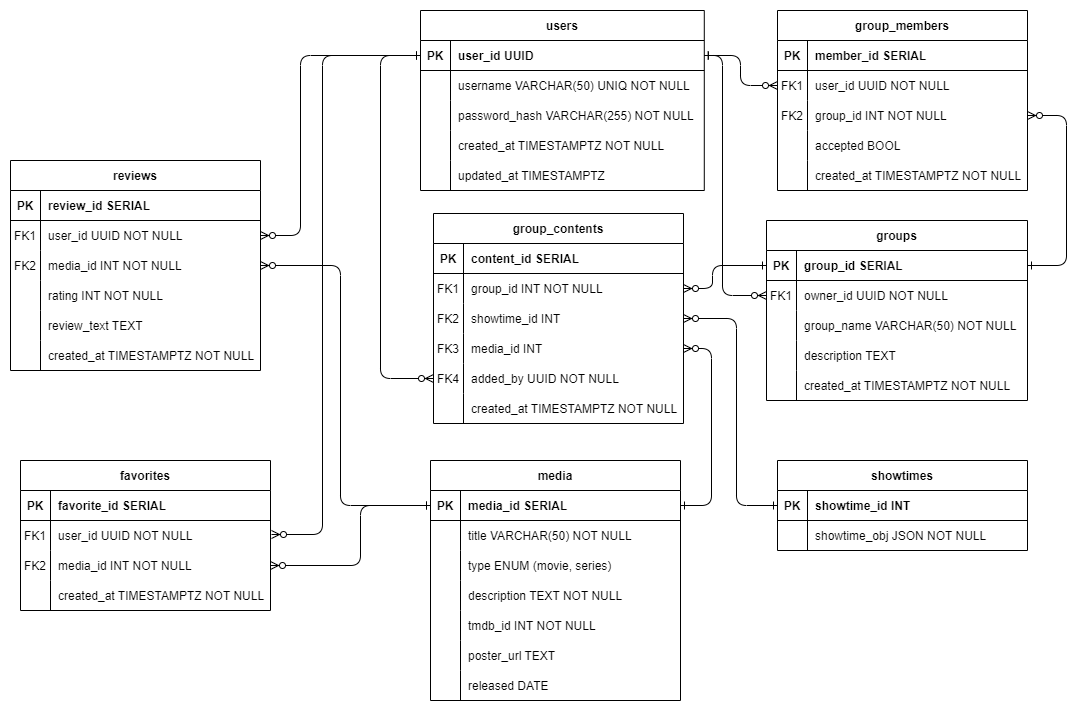 users
PK user_id UUID
username VARCHAR(50) UNIQ NOT NULL
password_hash VARCHAR(255) NOT NULL
created_at TIMESTAMPTZ NOT NULL
updated_at TIMESTAMPTZ
group_members
PK member_id SERIAL
FK1 user_id UUID NOT NULL
FK2 group_id INT NOT NULL
accepted BOOL
created_at TIMESTAMPTZ NOT NULL
reviews
PK review_id SERIAL
FK1 user_id UUID NOT NULL
FK2 media_id INT NOT NULL
rating INT NOT NULL
review_text TEXT
created_at TIMESTAMPTZ NOT NULL
group_contents
PK content_id SERIAL
FK1 group_id INT NOT NULL
FK2 showtime_id INT
FK3 media_id INT
FK4 added_by UUID NOT NULL
created_at TIMESTAMPTZ NOT NULL
groups
PK group_id SERIAL
FK1 owner_id UUID NOT NULL
group_name VARCHAR(50) NOT NULL
description TEXT
created_at TIMESTAMPTZ NOT NULL
favorites
PK favorite_id SERIAL
FK1 user_id UUID NOT NULL
FK2 media_id INT NOT NULL
created_at TIMESTAMPTZ NOT NULL
media
PK media_id SERIAL
title VARCHAR(50) NOT NULL
type ENUM (movie, series)
description TEXT NOT NULL
tmdb_id INT NOT NULL
poster_url TEXT
released DATE
showtimes
PK showtime_id INT
showtime_obj JSON NOT NULL